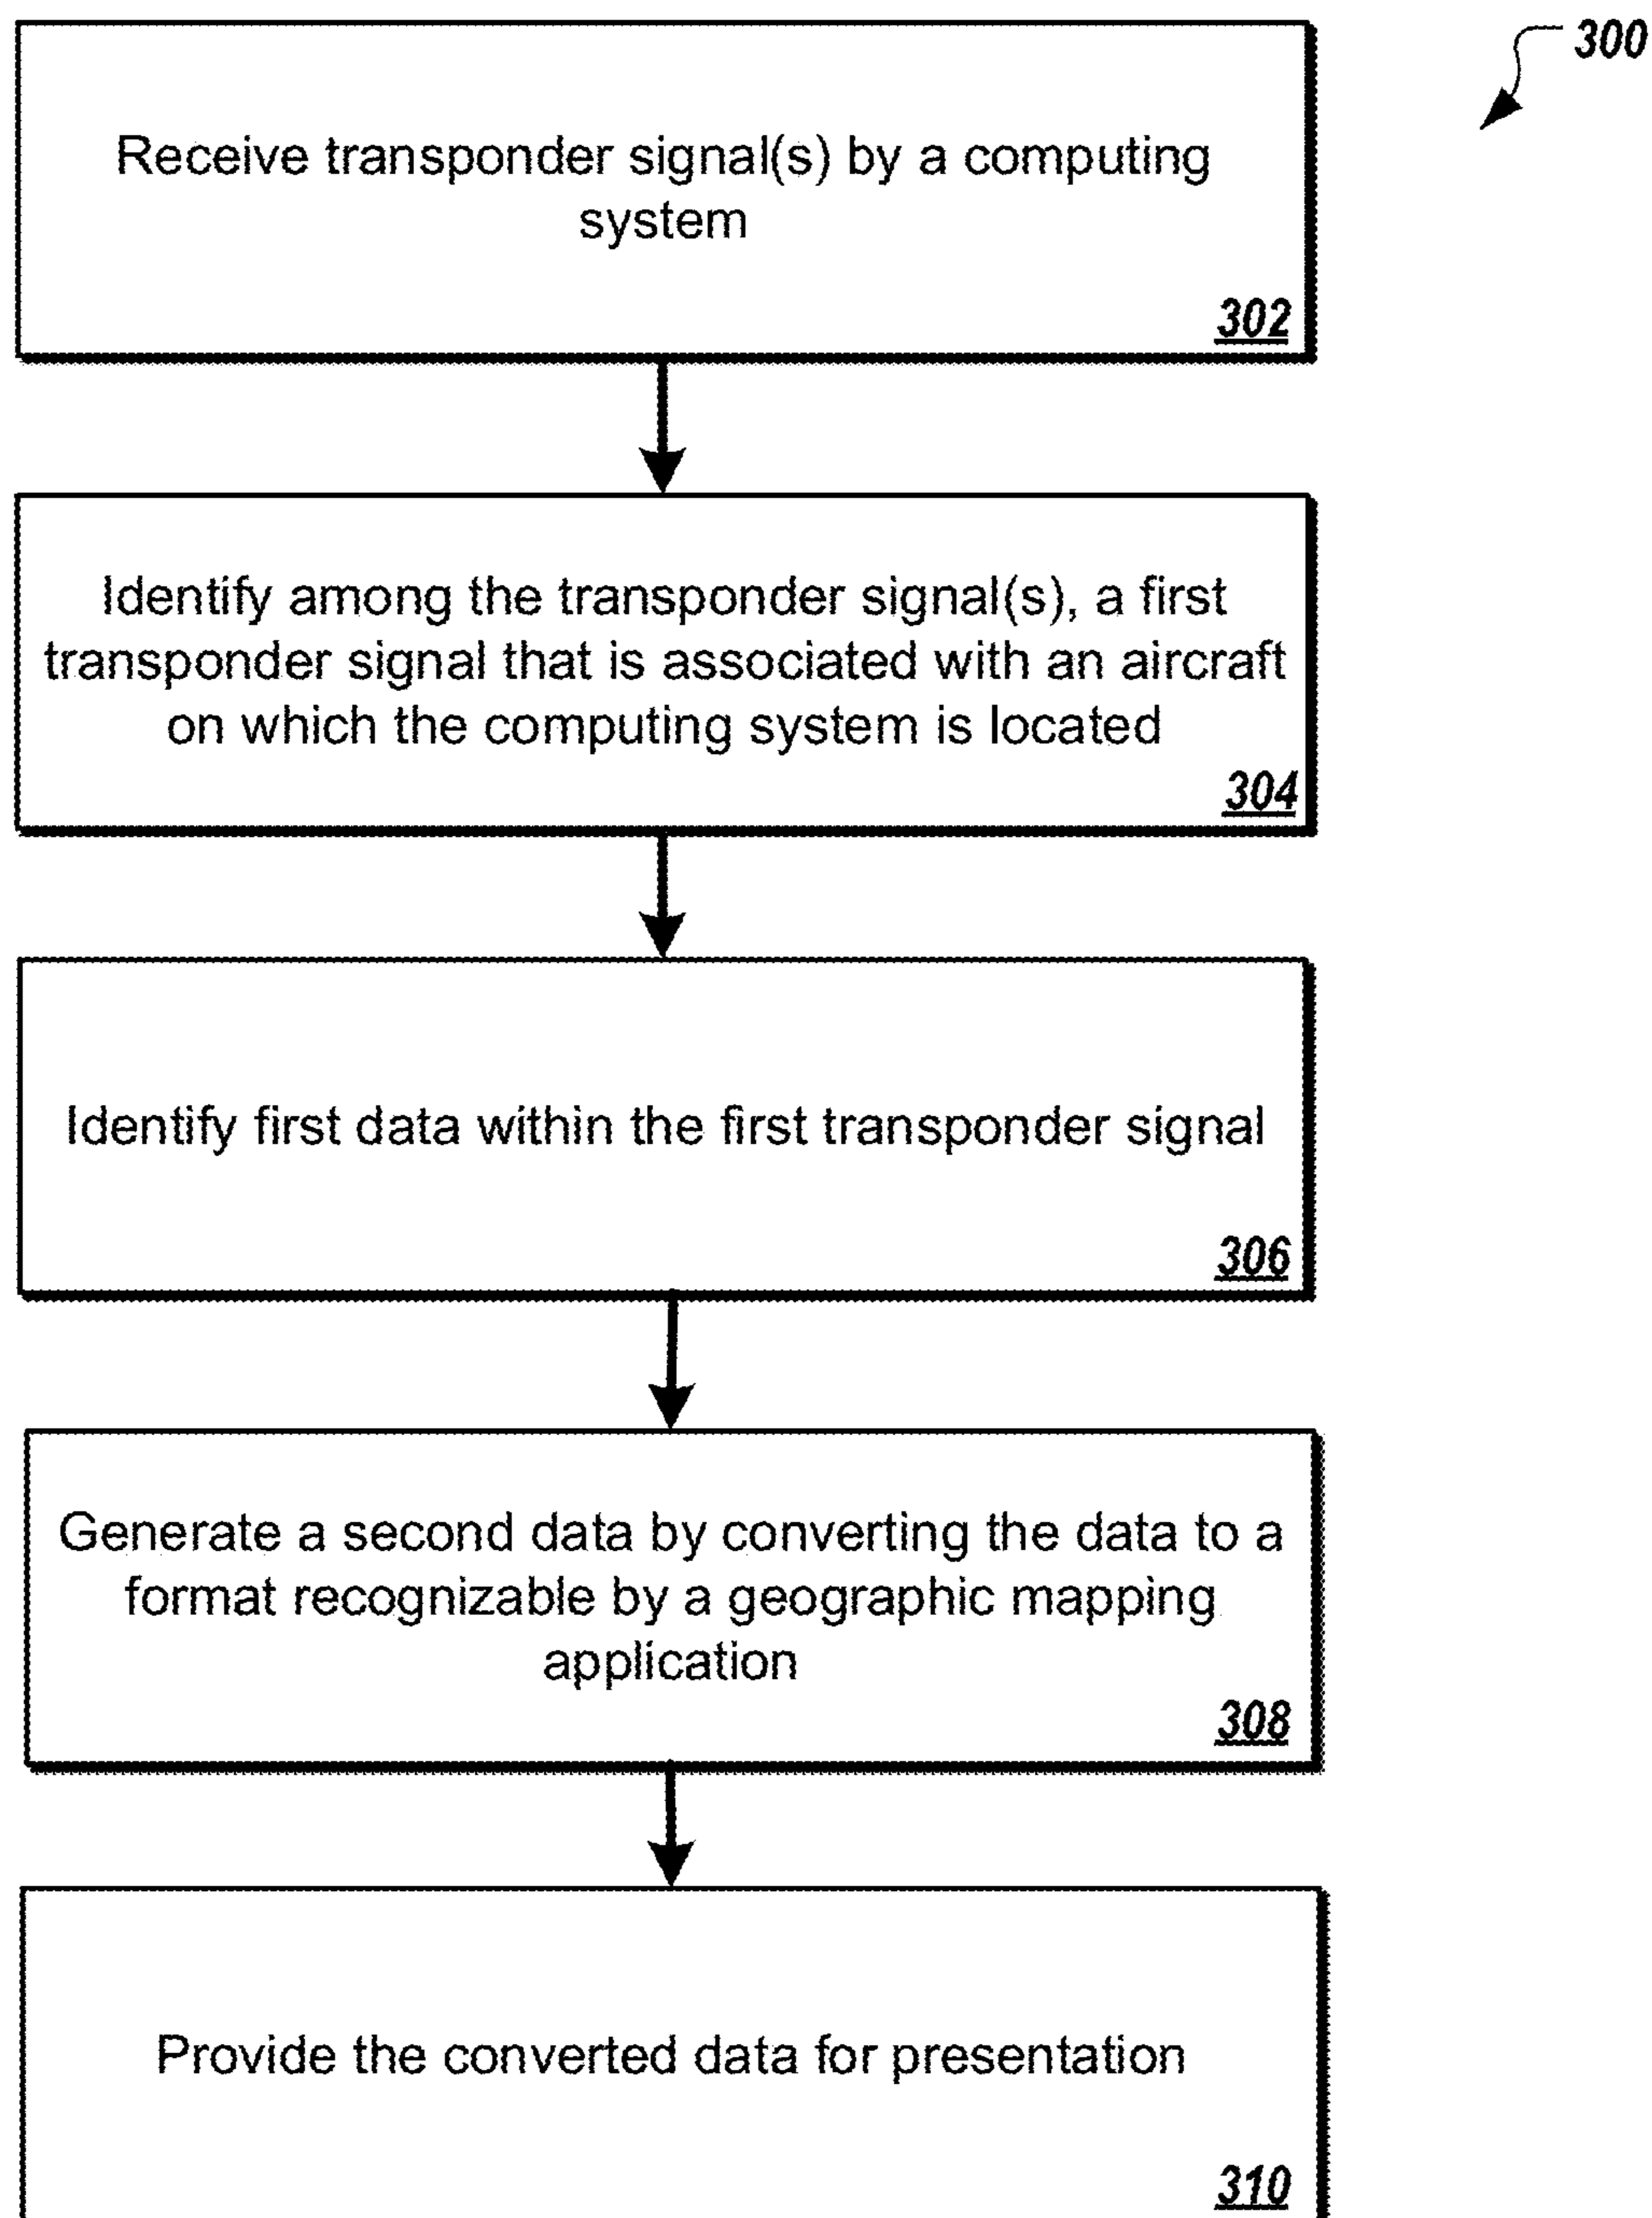 300
Receive transponder signal(s) by a computing
system
302
Identify among the transponder signal(s), a first
transponder signal that is associated with an aircraft
on which the computing system is located
304
Identify first data within the first transponder signal
306
Generate a second data by converting the data to a
format recognizable by a geographic mapping
application
308
Provide the converted data for presentation
310